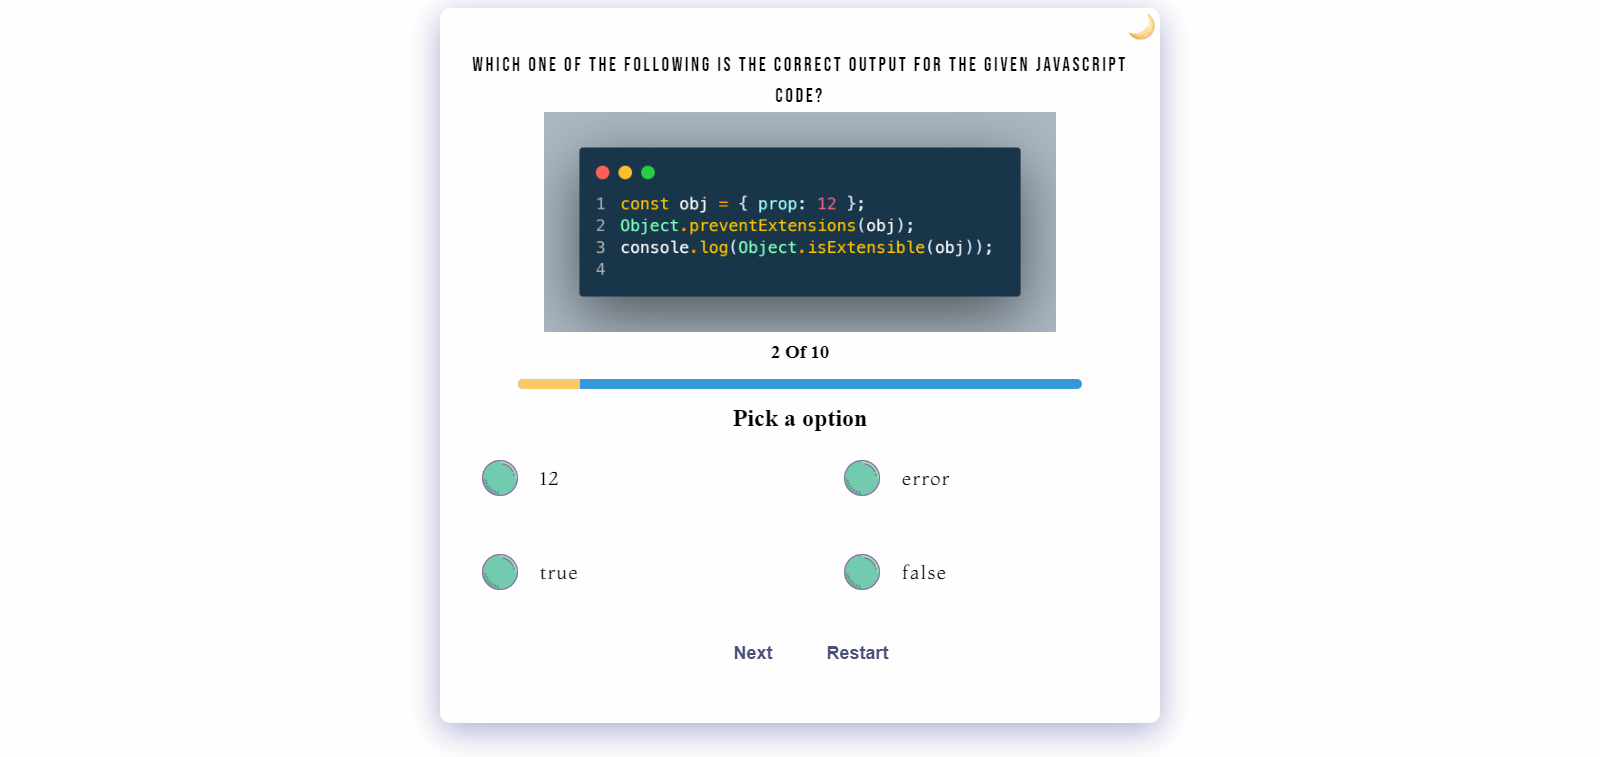 WHICH ONE OF THE FOLLOWING IS THE CORRECT OUTPUT FOR THE GIVEN JAVASCRIPT
CODE?
1 const obj = { prop: 12 };
2 Object.preventExtensions(obj);
3 console.log(Object.isExtensible(obj));
4
2 Of 10
Pick a option
12
error
true
false
Next Restart